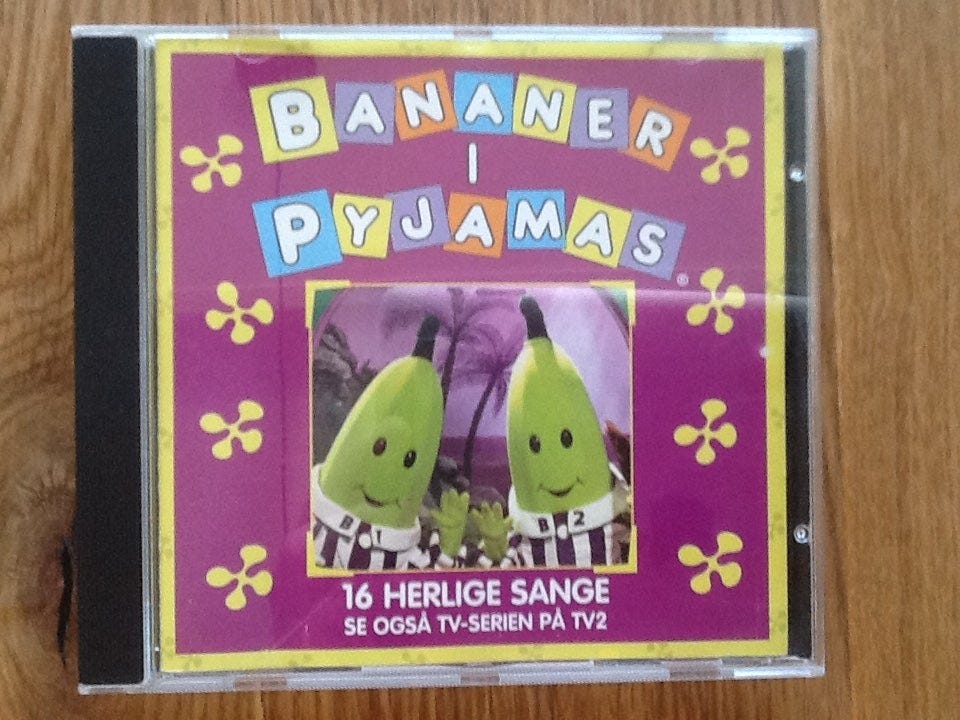 BANANER
I
PYJAMAS®
B1
B2
16 HERLIGE SANGE
SE OGSÅ TV-SERIEN PÅ TV2